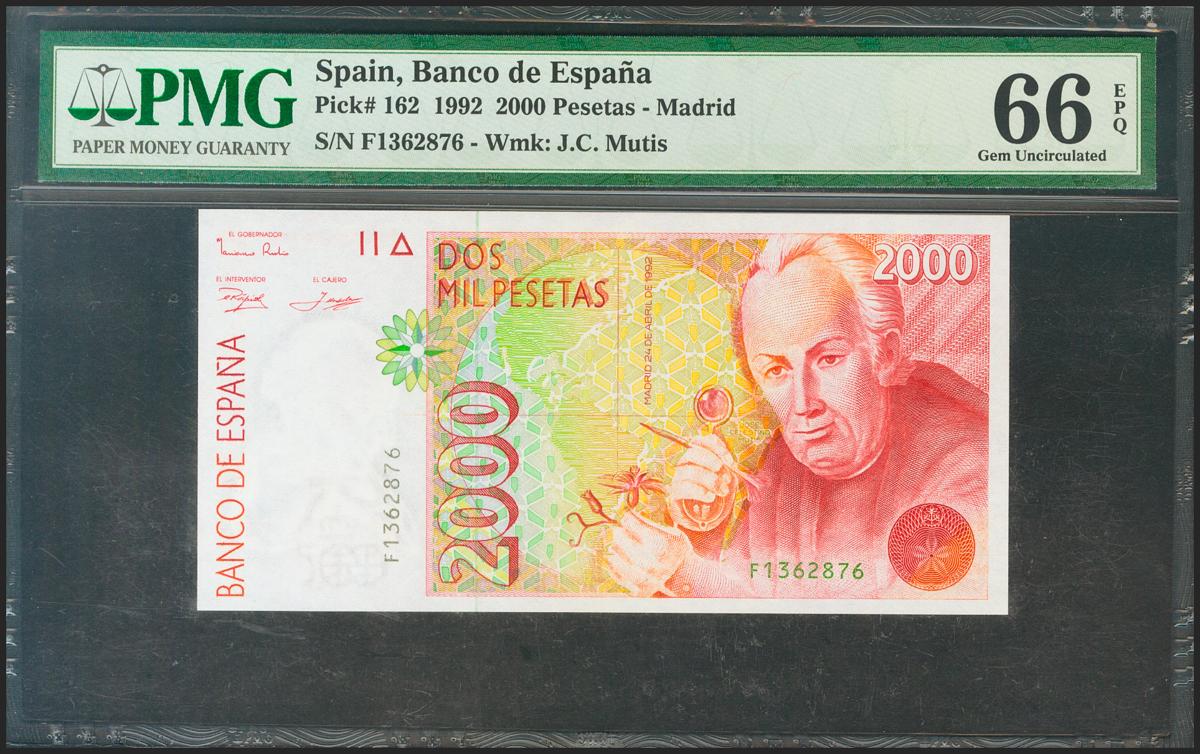 PMG
PAPER MONEY GUARANTY
Spain, Banco de España
Pick# 162 1992 2000 Pesetas - Madrid
S/N F1362876 - Wmk: J.C. Mutis
66
EPQ
Gem Uncirculated
EL GOBERNADOR
EL INTERVENTOR EL CAJERO
BANCO DE ESPAÑA
F1362876
DOS
MIL PESETAS
2000
MADRID 24 DE ABRIL DE 1992
2000
F1362876